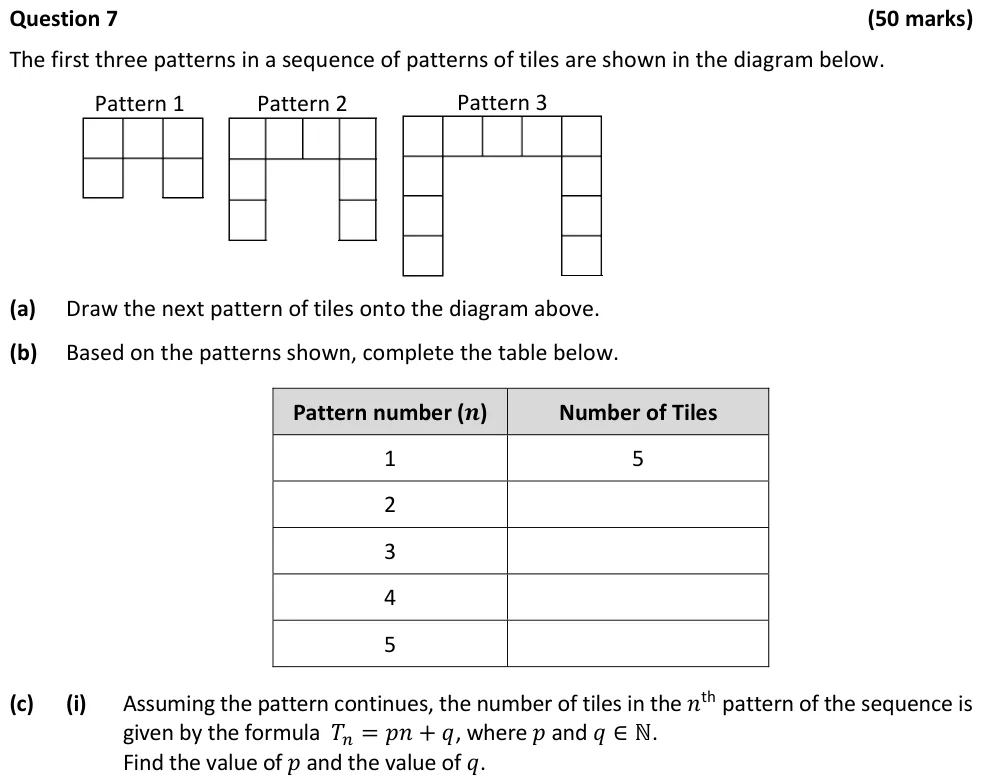 Question 7 (50 marks)
The first three patterns in a sequence of patterns of tiles are shown in the diagram below.
Pattern 1 Pattern 2 Pattern 3
(a) Draw the next pattern of tiles onto the diagram above.
(b) Based on the patterns shown, complete the table below.
Pattern number (n) Number of Tiles
1 5
2
3
4
5
(c) (i) Assuming the pattern continues, the number of tiles in the nᵗʰ pattern of the sequence is
given by the formula Tₙ = pn + q, where p and q ∈ ℕ.
Find the value of p and the value of q.